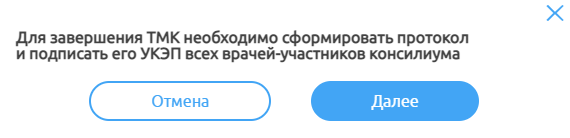 Для завершения ТМК необходимо сформировать протокол
и подписать его УКЭП всех врачей-участников консилиума
Отмена
Далее